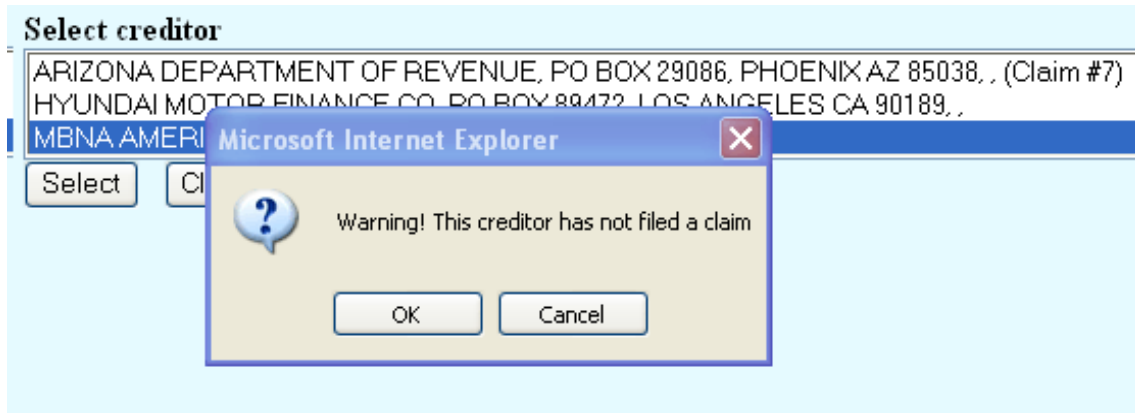 Select creditor
ARIZONA DEPARTMENT OF REVENUE, PO BOX 29086, PHOENIX AZ 85038, , (Claim #7)
HYUNDAI MOTOR FINANCE CO, PO BOX 89472, LOS ANGELES CA 90189, ,
MBNA AMERI
Microsoft Internet Explorer
Select
Cl
Warning! This creditor has not filed a claim
OK
Cancel